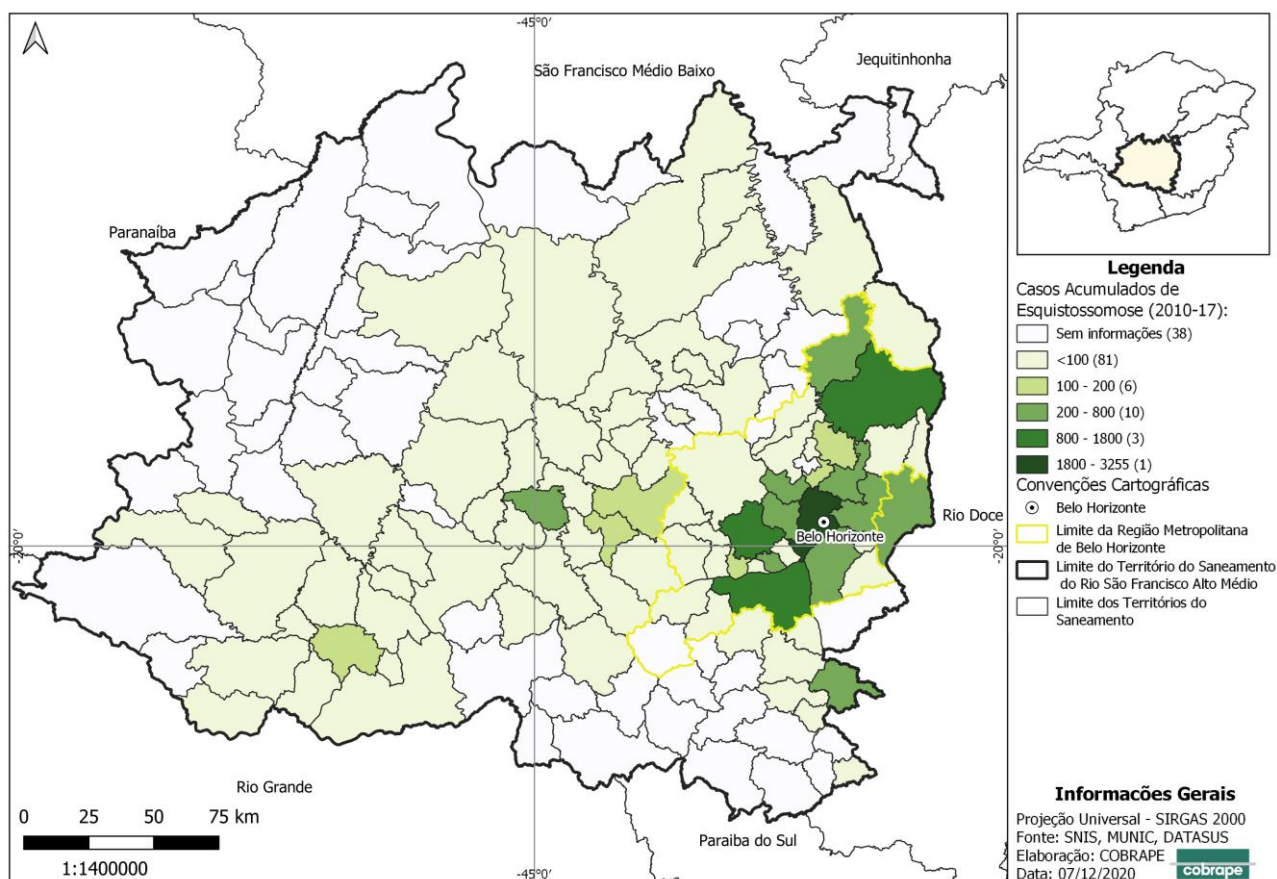 -45°0'
São Francisco Médio Baixo
Jequitinhonha
Paranaíba
Rio Doce
Belo Horizonte
-20°0'
-20°0'
Rio Grande
Paraiba do Sul
0 25 50 75 km
1:1400000
-45°0'
Legenda
Casos Acumulados de
Esquistossomose (2010-17):
Sem informações (38)
<100 (81)
100 - 200 (6)
200 - 800 (10)
800 - 1800 (3)
1800 - 3255 (1)
Convenções Cartográficas
Belo Horizonte
Limite da Região Metropolitana
de Belo Horizonte
Limite do Território do Saneamento
do Rio São Francisco Alto Médio
Limite dos Territórios do
Saneamento
Informacões Gerais
Projeção Universal - SIRGAS 2000
Fonte: SNIS, MUNIC, DATASUS
Elaboração: COBRAPE
Data: 07/12/2020
cobrape